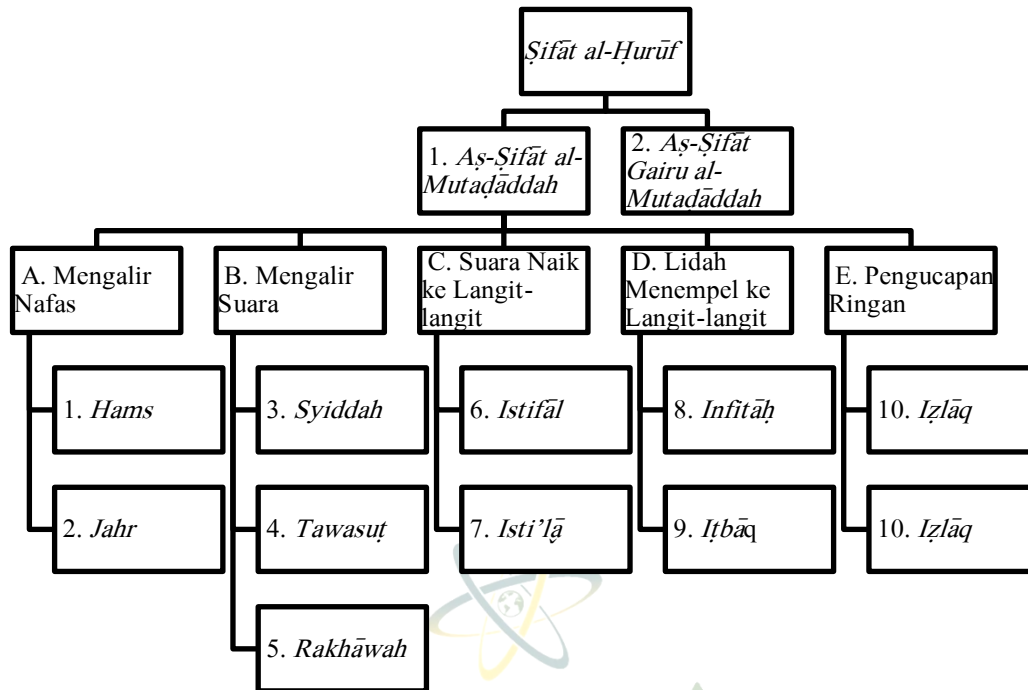 Ṣifāt al-Ḥurūf
1. Aṣ-Ṣifāt al-
Mutaḍāddah
2. Aṣ-Ṣifāt
Gairu al-
Mutaḍāddah
A. Mengalir
Nafas
B. Mengalir
Suara
C. Suara Naik
ke Langit-
langit
D. Lidah
Menempel ke
Langit-langit
E. Pengucapan
Ringan
1. Hams
3. Syiddah
6. Istifāl
8. Infitāḥ
10. Iẓlāq
2. Jahr
4. Tawasuṭ
7. Isti’lā̜
9. Iṭbāq
10. Iẓlāq
5. Rakhāwah